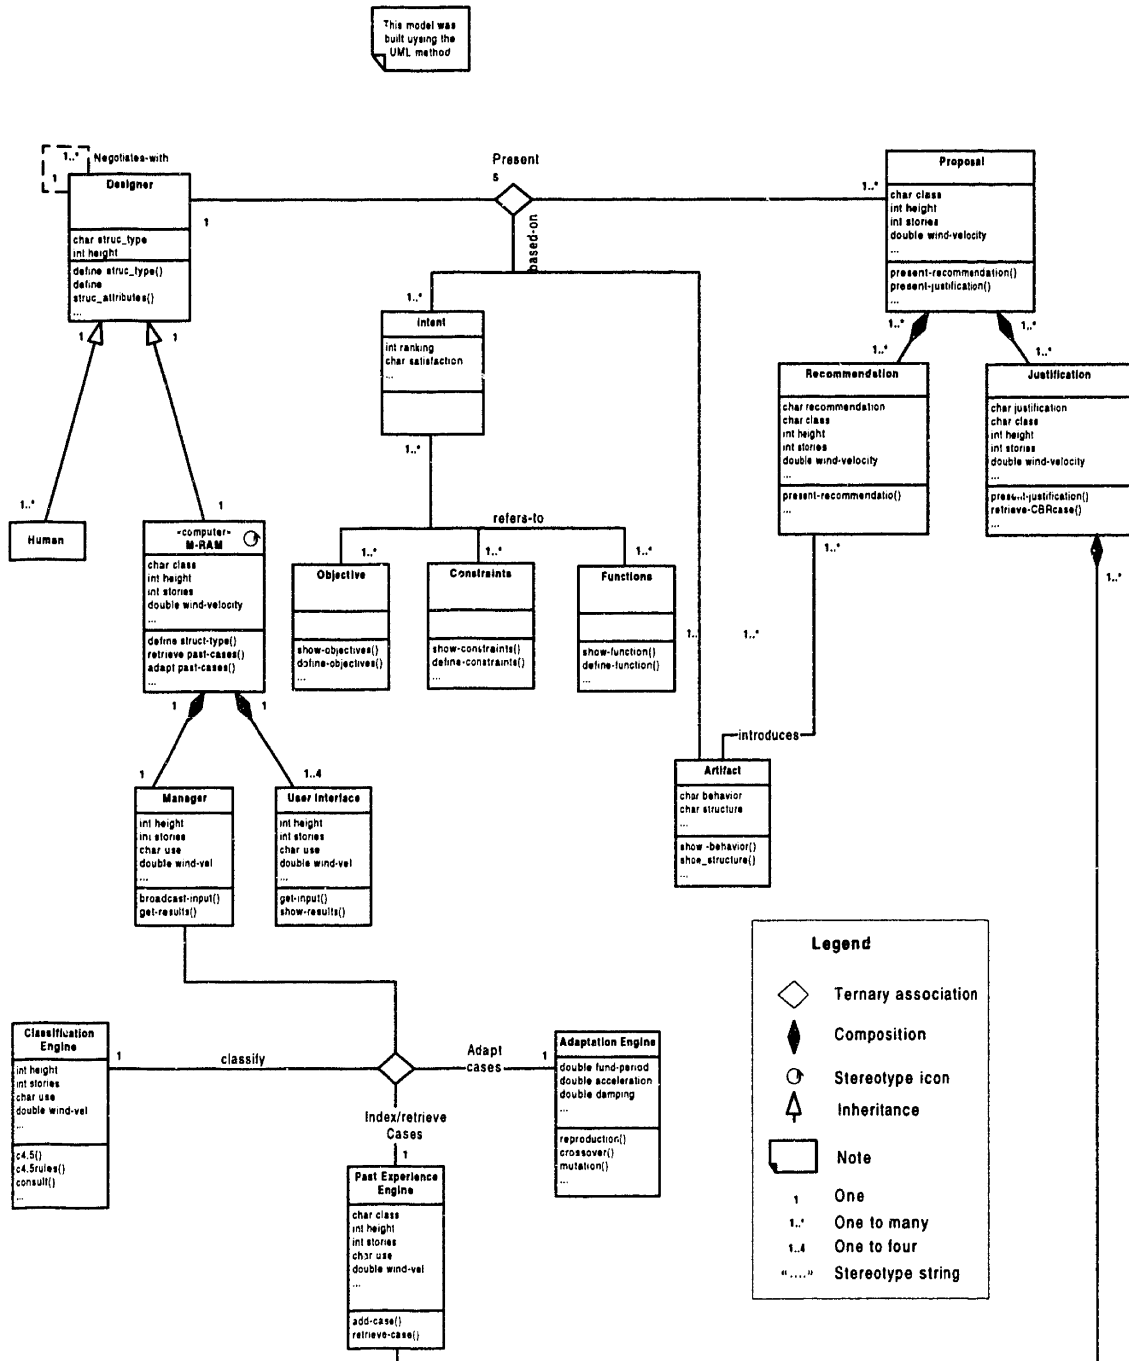 This model was
built uysing the
UML method
1..*
Negotiates-with
1
Designer
char struc_type
int height
define struc_type()
define
struc_attributes()
...
1
Present
s
1..*
based-on
Proposal
char class
int height
int stories
double wind-velocity
...
present-recommendation()
present-justification()
...
1
1
1..*
Intent
int ranking
char satisfaction
...
1..*
1..*
1..*
1..*
1..*
Recommendation
char recommendation
char class
int height
int stories
double wind-velocity
...
present-recommendatio()
...
1..*
Justification
char justification
char class
int height
int stories
double wind-velocity
...
present-justification()
retrieve-CBRcase()
...
1..*
1..*
Human
1
«computer»
M-RAM
char class
int height
int stories
double wind-velocity
...
define struct-type()
retrieve past-cases()
adapt past-cases()
...
refers-to
1..*
1..*
1..*
Objective
show-objectives()
define-objectives()
...
Constraints
show-constraints()
define-constraints()
...
Functions
show-function()
define-function()
...
1..
1..*
introduces
1
1
1
1..4
Manager
int height
int stories
char use
double wind-vel
...
broadcast-input()
get-results()
User Interface
int height
int stories
char use
double wind-vel
...
get-input()
show-results()
Artifact
char behavior
char structure
...
show -behavior()
shoe_structure()
...
Classification
Engine
int height
int stories
char use
double wind-vel
...
c4.5()
c4.5rules()
consult()
...
1
classify
Adapt
cases
1
Index/retrieve
Cases
1
Adaptation Engine
double fund-period
double acceleration
double damping
...
reproduction()
crossover()
mutation()
...
Past Experience
Engine
char class
int height
int stories
char use
double wind-vel
...
add-case()
retrieve-case()
Legend
Ternary association
Composition
Stereotype icon
Inheritance
Note
1 One
1..* One to many
1..4 One to four
"...." Stereotype string